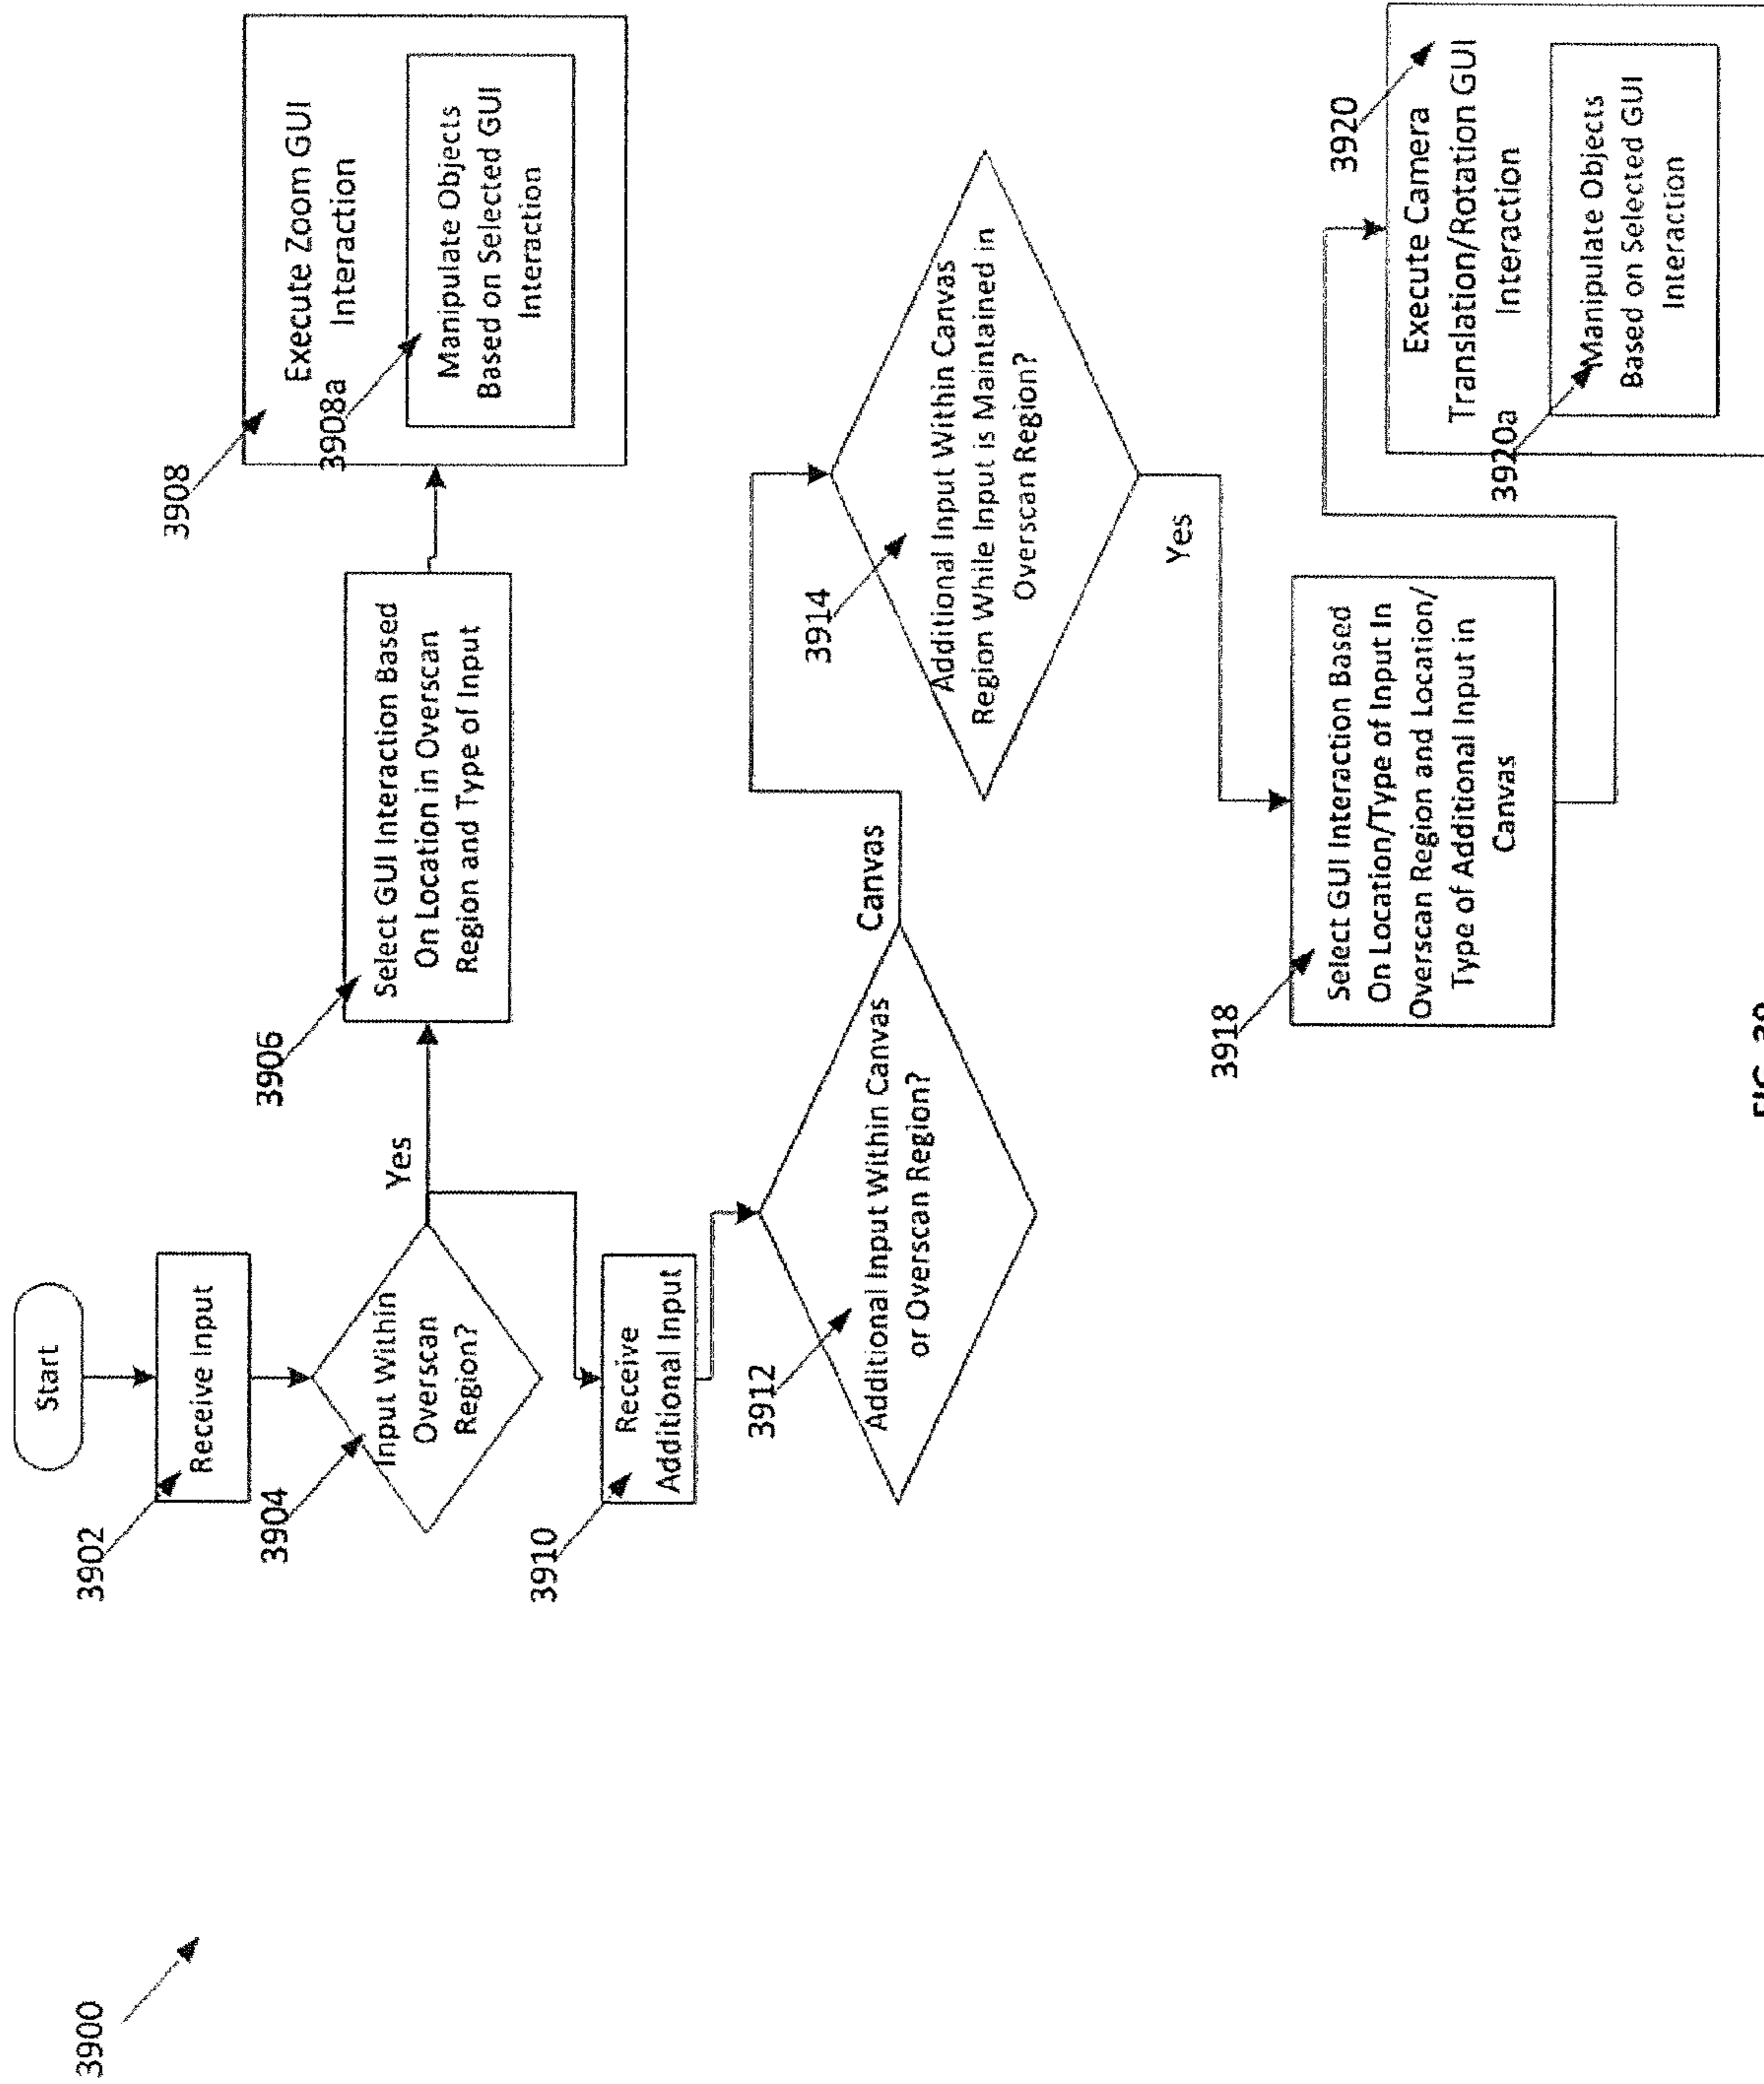 3900
Start
3902
Receive Input
3904
Input Within
Overscan
Region?
Yes
3906
Select GUI Interaction Based
On Location in Overscan
Region and Type of Input
3908
Execute Zoom GUI
Interaction
3908a
Manipulate Objects
Based on Selected GUI
Interaction
3910
Receive
Additional Input
3912
Additional Input Within Canvas
or Overscan Region?
Canvas
3914
Additional Input Within Canvas
Region While Input is Maintained in
Overscan Region?
Yes
3918
Select GUI Interaction Based
On Location/Type of Input In
Overscan Region and Location/
Type of Additional Input in
Canvas
3920
Execute Camera
Translation/Rotation GUI
Interaction
3920a
Manipulate Objects
Based on Selected GUI
Interaction
FIG. 39